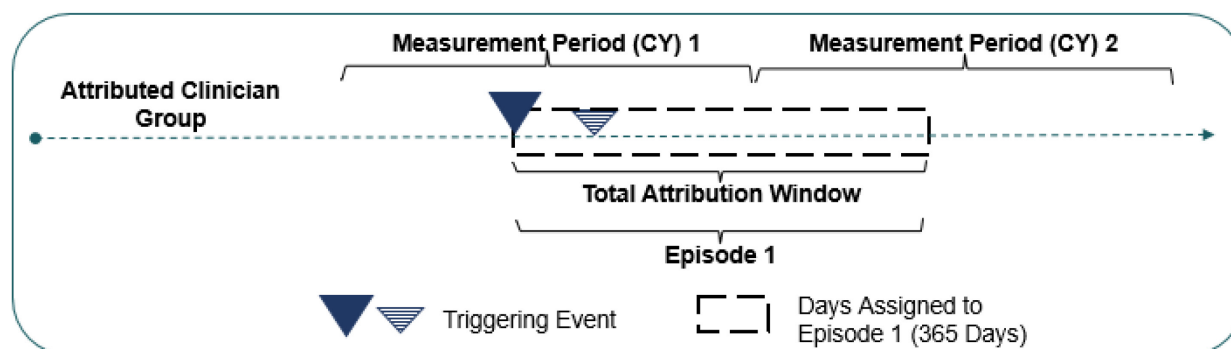 Measurement Period (CY) 1
Measurement Period (CY) 2
Attributed Clinician
Group
Total Attribution Window
Episode 1
Triggering Event
Days Assigned to
Episode 1 (365 Days)